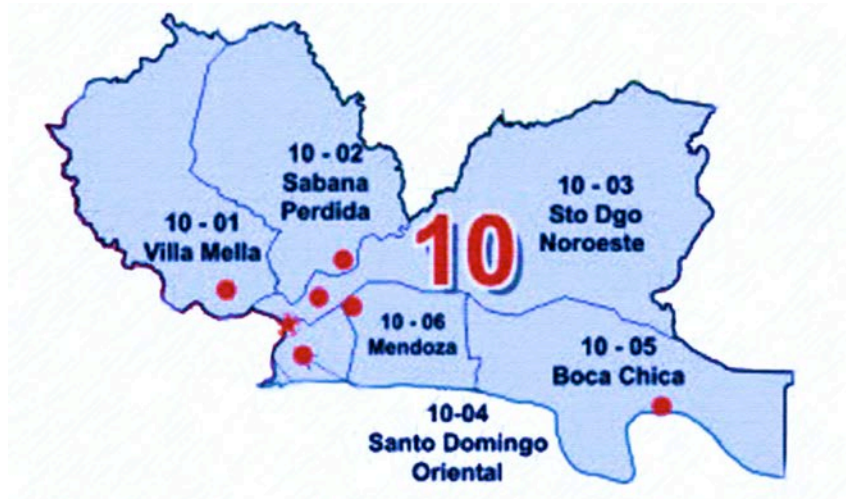 10 - 02
Sabana
Perdida
10 - 03
Sto Dgo
Noroeste
10 - 01
Villa Mella
10
10 - 06
Mendoza
10 - 05
Boca Chica
10-04
Santo Domingo
Oriental